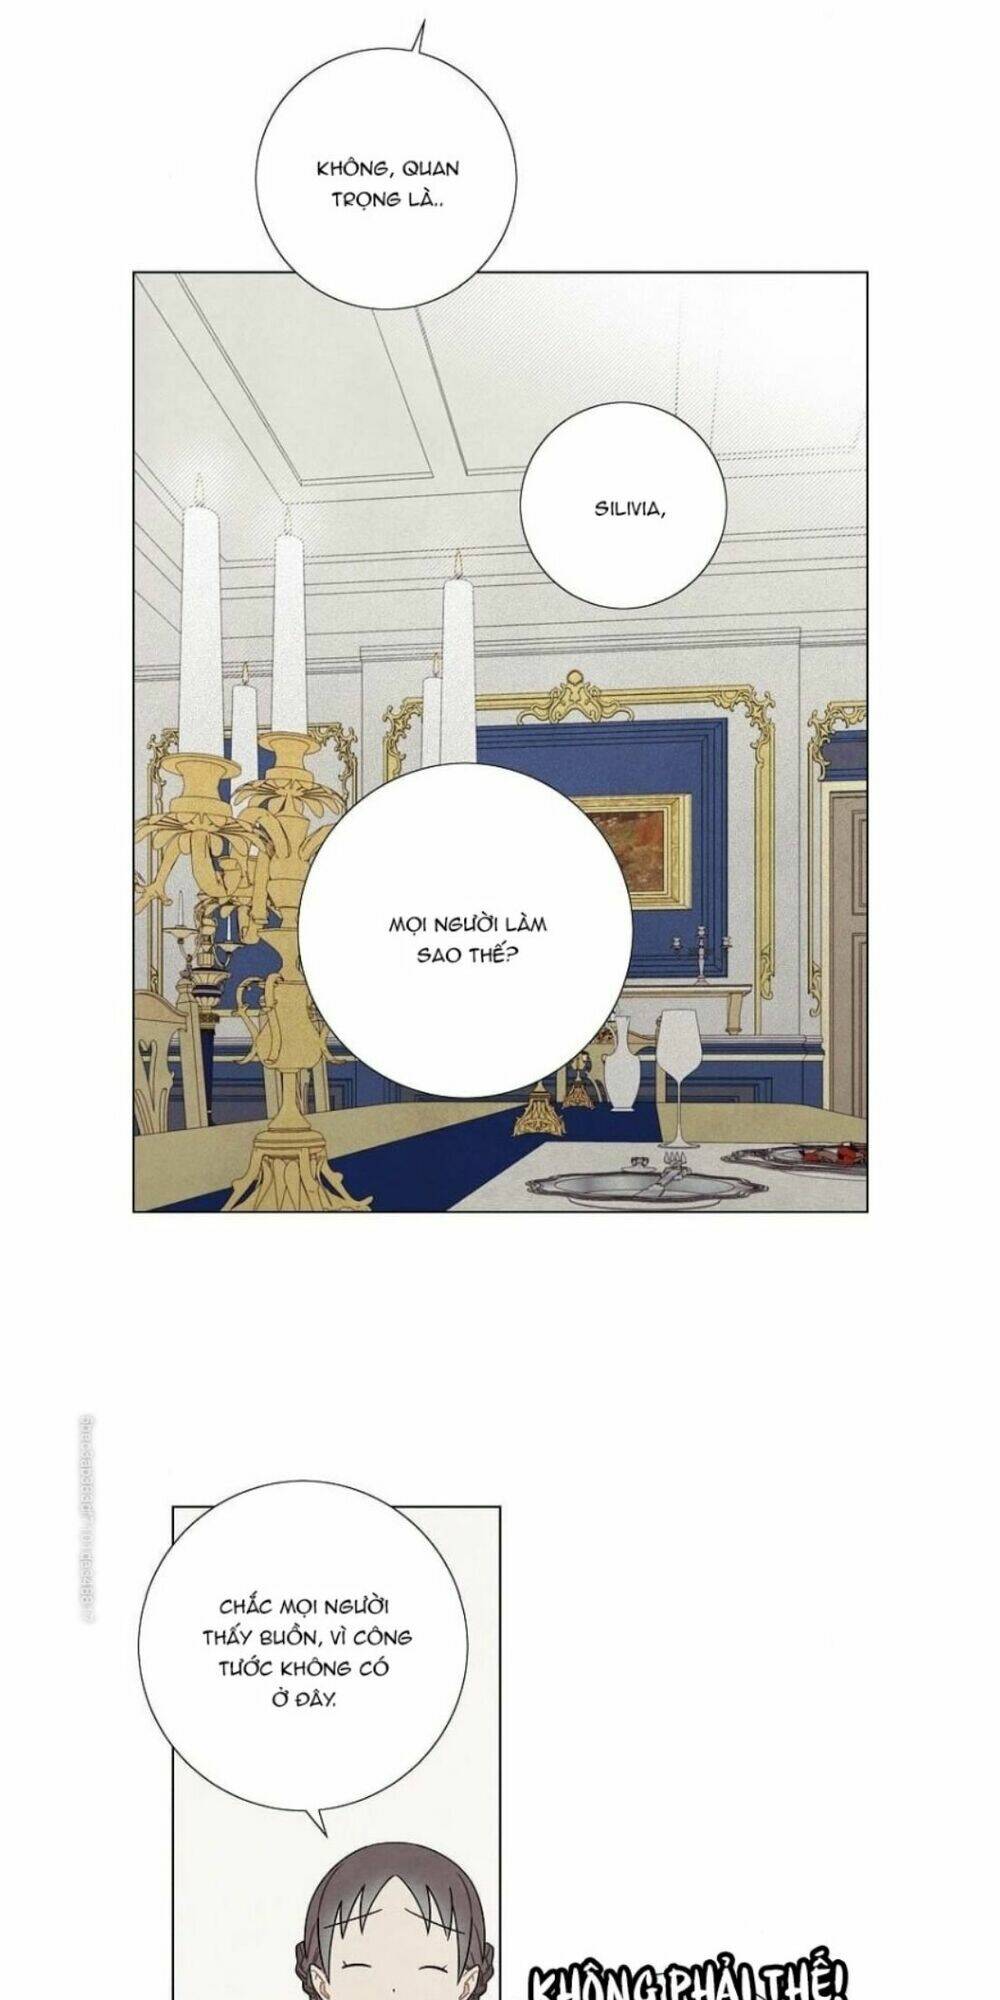 KHÔNG, QUAN
TRỌNG LÀ..
SILIVIA,
MỌI NGƯỜI LÀM
SAO THẾ?
CHẮC MỌI NGƯỜI
THẤY BUỒN, VÌ CÔNG
TƯỚC KHÔNG CÓ
Ở ĐÂY.
KHÔNG PHẢI THẾ!